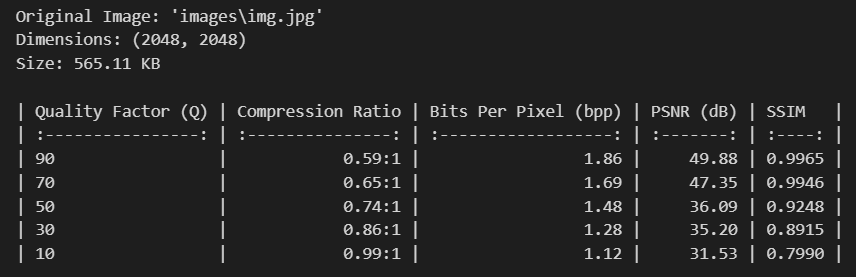 Original Image: 'images\img.jpg'
Dimensions: (2048, 2048)
Size: 565.11 KB
| Quality Factor (Q) | Compression Ratio | Bits Per Pixel (bpp) | PSNR (dB) | SSIM   |
| :----------------: | :---------------: | :------------------: | :-------: | :----: |
| 90                 |            0.59:1 |                 1.86 |     49.88 | 0.9965 |
| 70                 |            0.65:1 |                 1.69 |     47.35 | 0.9946 |
| 50                 |            0.74:1 |                 1.48 |     36.09 | 0.9248 |
| 30                 |            0.86:1 |                 1.28 |     35.20 | 0.8915 |
| 10                 |            0.99:1 |                 1.12 |     31.53 | 0.7990 |